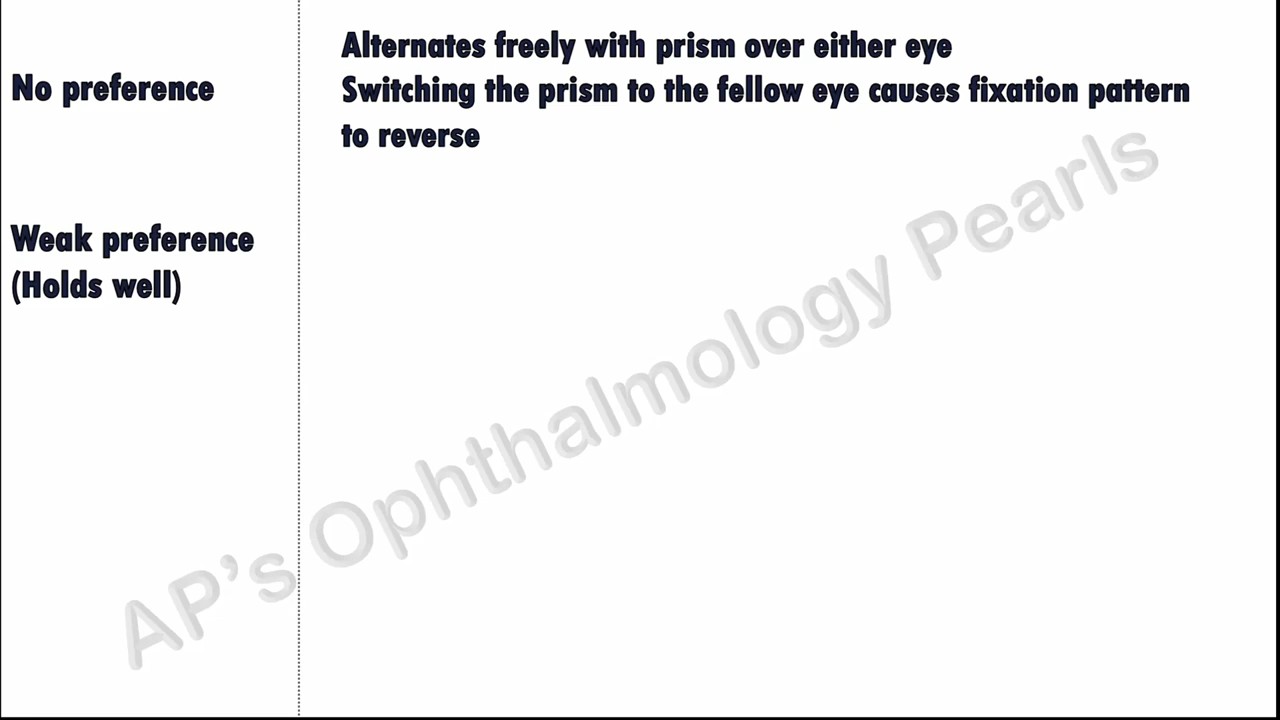 No preference
Alternates freely with prism over either eye
Switching the prism to the fellow eye causes fixation pattern
to reverse
Weak preference
(Holds well)
AP's Ophthalmology Pearls